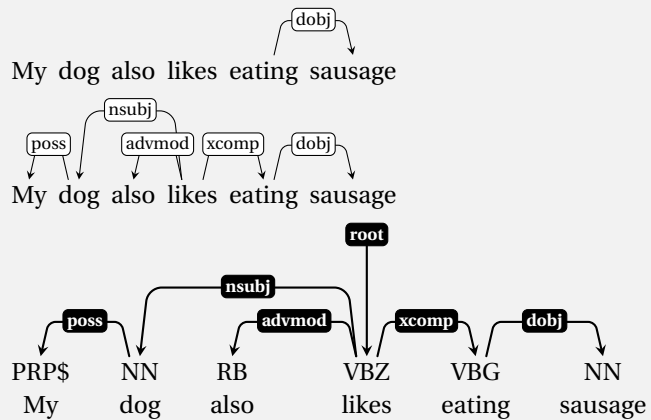 dobj
My dog also likes eating sausage
nsubj
poss advmod xcomp dobj
My dog also likes eating sausage
root
nsubj
poss advmod xcomp dobj
PRP$ NN RB VBZ VBG NN
My dog also likes eating sausage